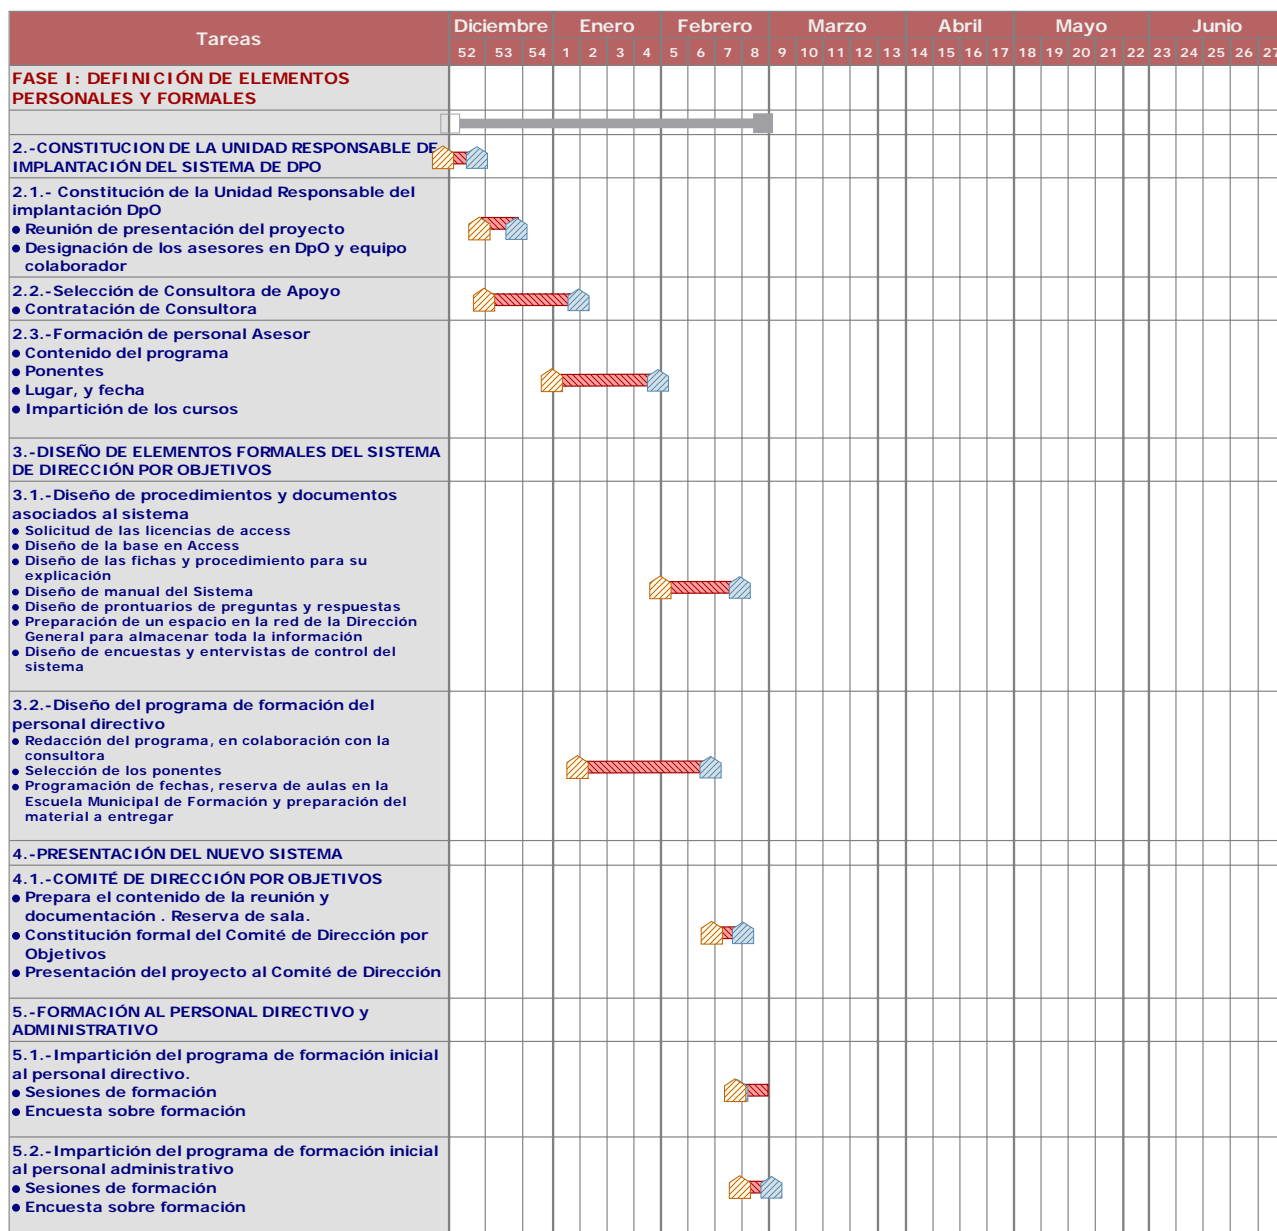 Tareas
Diciembre Enero Febrero Marzo Abril Mayo Junio
52 53 54 1 2 3 4 5 6 7 8 9 10 11 12 13 14 15 16 17 18 19 20 21 22 23 24 25 26 27
FASE I: DEFINICIÓN DE ELEMENTOS
PERSONALES Y FORMALES
2.-CONSTITUCION DE LA UNIDAD RESPONSABLE DE
IMPLANTACIÓN DEL SISTEMA DE DPO
2.1.- Constitución de la Unidad Responsable del
implantación DpO
• Reunión de presentación del proyecto
• Designación de los asesores en DpO y equipo
colaborador
2.2.-Selección de Consultora de Apoyo
• Contratación de Consultora
2.3.-Formación de personal Asesor
• Contenido del programa
• Ponentes
• Lugar, y fecha
• Impartición de los cursos
3.-DISEÑO DE ELEMENTOS FORMALES DEL SISTEMA
DE DIRECCIÓN POR OBJETIVOS
3.1.-Diseño de procedimientos y documentos
asociados al sistema
• Solicitud de las licencias de access
• Diseño de la base en Access
• Diseño de las fichas y procedimiento para su
explicación
• Diseño de manual del Sistema
• Diseño de prontuarios de preguntas y respuestas
• Preparación de un espacio en la red de la Dirección
General para almacenar toda la información
• Diseño de encuestas y entervistas de control del
sistema
3.2.-Diseño del programa de formación del
personal directivo
• Redacción del programa, en colaboración con la
consultora
• Selección de los ponentes
• Programación de fechas, reserva de aulas en la
Escuela Municipal de Formación y preparación del
material a entregar
4.-PRESENTACIÓN DEL NUEVO SISTEMA
4.1.-COMITÉ DE DIRECCIÓN POR OBJETIVOS
• Prepara el contenido de la reunión y
documentación . Reserva de sala.
• Constitución formal del Comité de Dirección por
Objetivos
• Presentación del proyecto al Comité de Dirección
5.-FORMACIÓN AL PERSONAL DIRECTIVO y
ADMINISTRATIVO
5.1.-Impartición del programa de formación inicial
al personal directivo.
• Sesiones de formación
• Encuesta sobre formación
5.2.-Impartición del programa de formación inicial
al personal administrativo
• Sesiones de formación
• Encuesta sobre formación